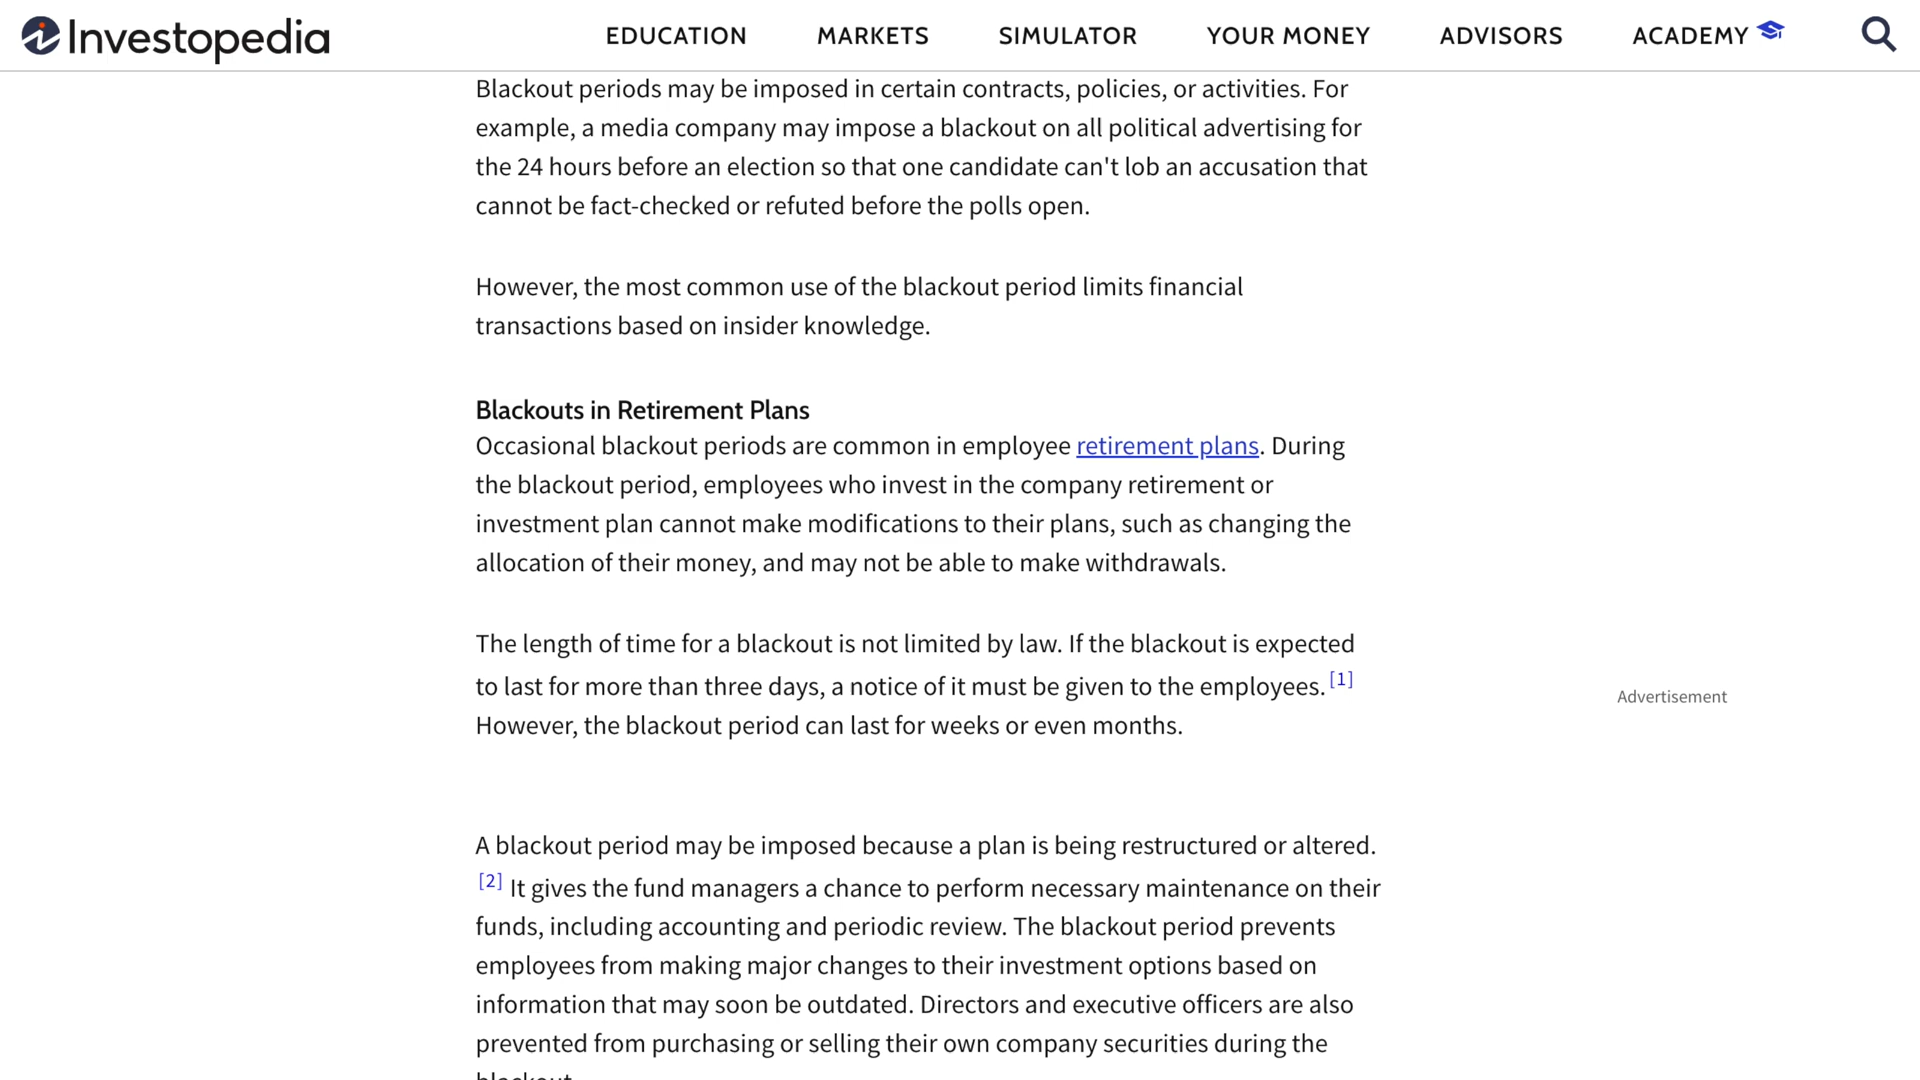 Investopedia
EDUCATION
MARKETS
SIMULATOR
YOUR MONEY
ADVISORS
ACADEMY
Blackout periods may be imposed in certain contracts, policies, or activities. For
example, a media company may impose a blackout on all political advertising for
the 24 hours before an election so that one candidate can't lob an accusation that
cannot be fact-checked or refuted before the polls open.
However, the most common use of the blackout period limits financial
transactions based on insider knowledge.
Blackouts in Retirement Plans
Occasional blackout periods are common in employee retirement plans. During
the blackout period, employees who invest in the company retirement or
investment plan cannot make modifications to their plans, such as changing the
allocation of their money, and may not be able to make withdrawals.
The length of time for a blackout is not limited by law. If the blackout is expected
to last for more than three days, a notice of it must be given to the employees. [1]
However, the blackout period can last for weeks or even months.
Advertisement
A blackout period may be imposed because a plan is being restructured or altered.
[2] It gives the fund managers a chance to perform necessary maintenance on their
funds, including accounting and periodic review. The blackout period prevents
employees from making major changes to their investment options based on
information that may soon be outdated. Directors and executive officers are also
prevented from purchasing or selling their own company securities during the